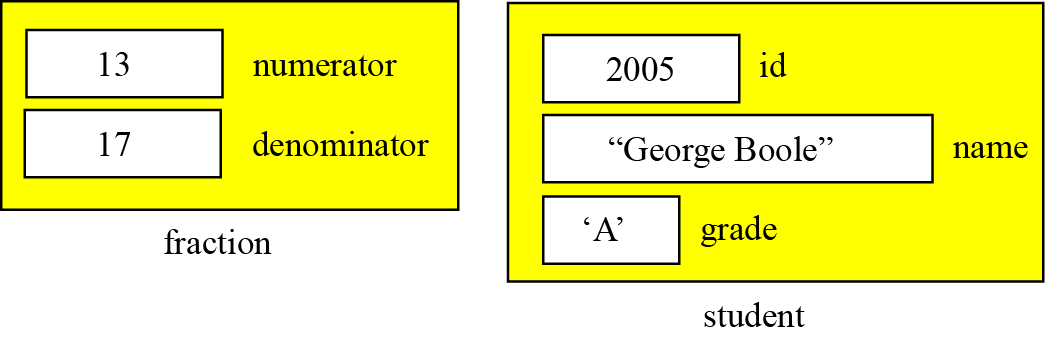 13 numerator
17 denominator
fraction
2005 id
“George Boole” name
‘A’ grade
student